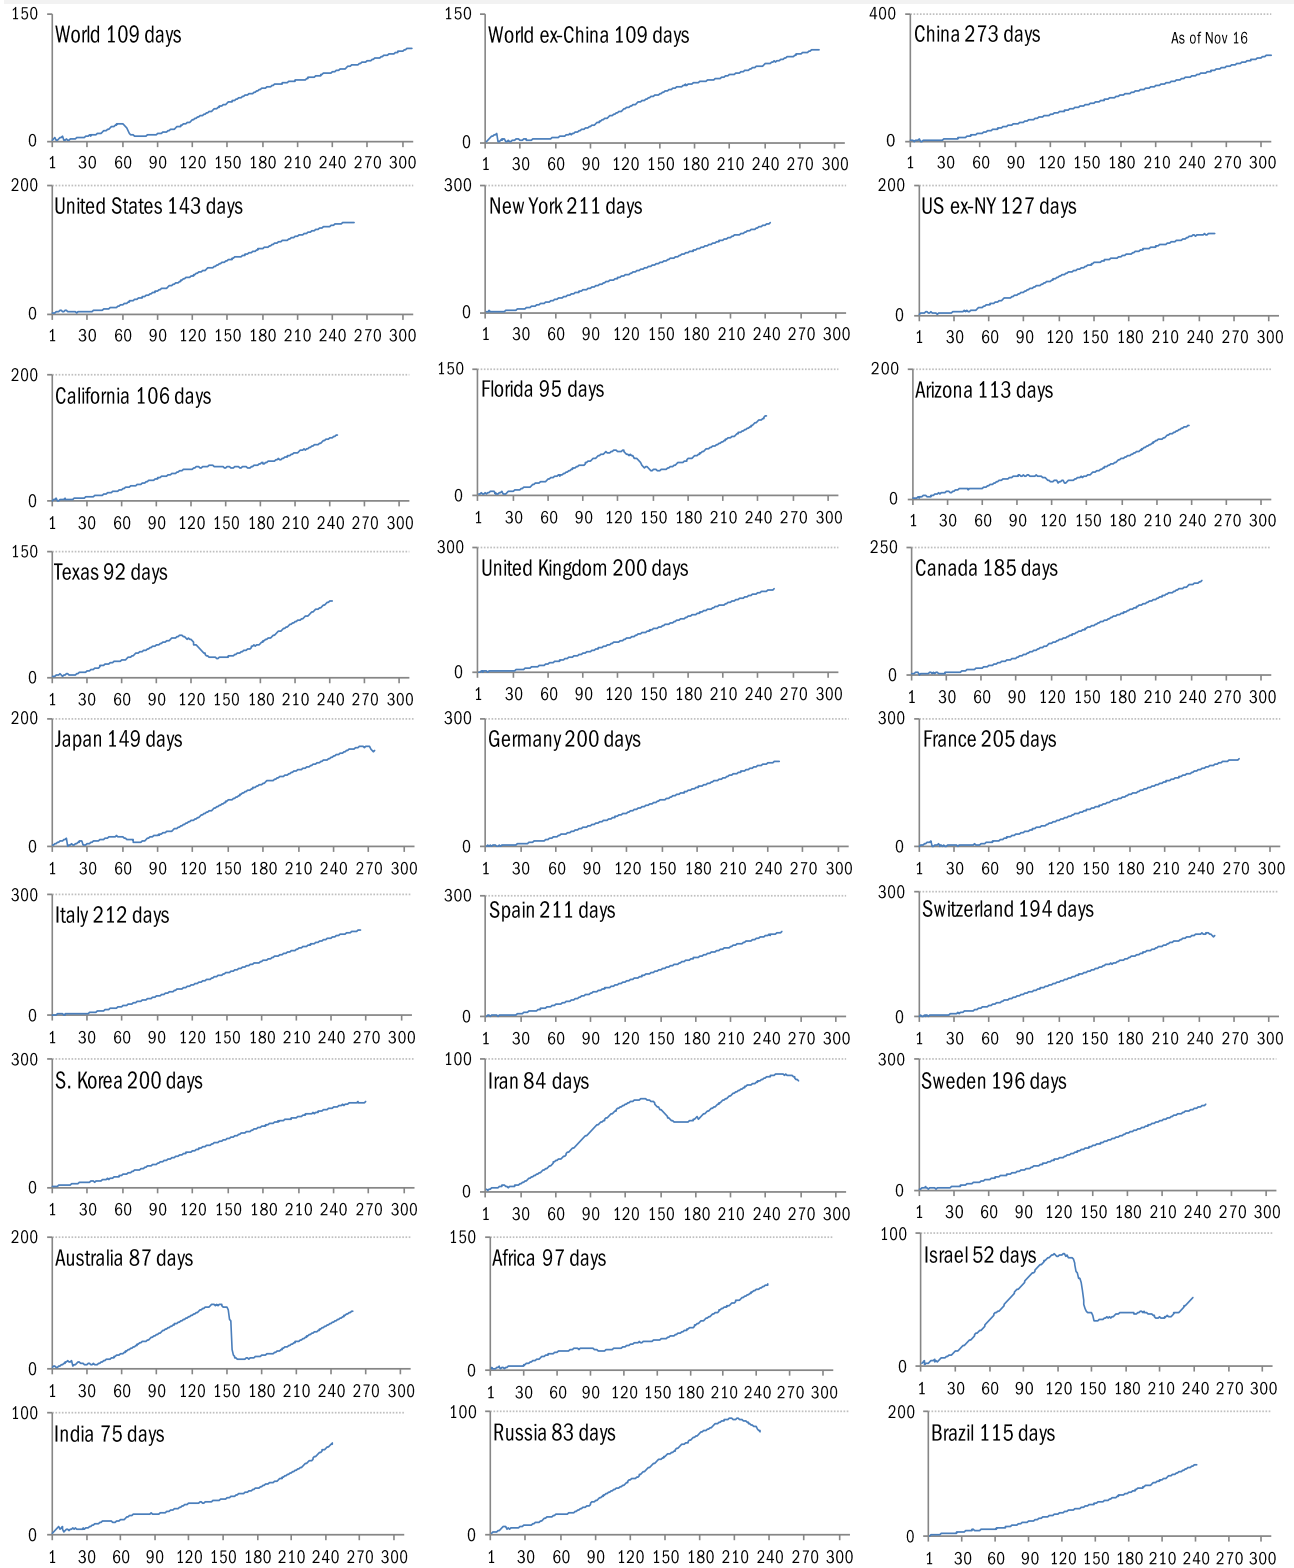 150
World 109 days
0
1 30 60 90 120 150 180 210 240 270 300
150
World ex-China 109 days
0
1 30 60 90 120 150 180 210 240 270 300
400
China 273 days
As of Nov 16
0
1 30 60 90 120 150 180 210 240 270 300
200
United States 143 days
0
1 30 60 90 120 150 180 210 240 270 300
300
New York 211 days
0
1 30 60 90 120 150 180 210 240 270 300
200
US ex-NY 127 days
0
1 30 60 90 120 150 180 210 240 270 300
200
California 106 days
0
1 30 60 90 120 150 180 210 240 270 300
150
Florida 95 days
0
1 30 60 90 120 150 180 210 240 270 300
200
Arizona 113 days
0
1 30 60 90 120 150 180 210 240 270 300
150
Texas 92 days
0
1 30 60 90 120 150 180 210 240 270 300
300
United Kingdom 200 days
0
1 30 60 90 120 150 180 210 240 270 300
250
Canada 185 days
0
1 30 60 90 120 150 180 210 240 270 300
200
Japan 149 days
0
1 30 60 90 120 150 180 210 240 270 300
300
Germany 200 days
0
1 30 60 90 120 150 180 210 240 270 300
300
France 205 days
0
1 30 60 90 120 150 180 210 240 270 300
300
Italy 212 days
0
1 30 60 90 120 150 180 210 240 270 300
300
Spain 211 days
0
1 30 60 90 120 150 180 210 240 270 300
300
Switzerland 194 days
0
1 30 60 90 120 150 180 210 240 270 300
300
S. Korea 200 days
0
1 30 60 90 120 150 180 210 240 270 300
100
Iran 84 days
0
1 30 60 90 120 150 180 210 240 270 300
300
Sweden 196 days
0
1 30 60 90 120 150 180 210 240 270 300
200
Australia 87 days
0
1 30 60 90 120 150 180 210 240 270 300
150
Africa 97 days
0
1 30 60 90 120 150 180 210 240 270 300
100
Israel 52 days
0
1 30 60 90 120 150 180 210 240 270 300
100
India 75 days
0
1 30 60 90 120 150 180 210 240 270 300
100
Russia 83 days
0
1 30 60 90 120 150 180 210 240 270 300
200
Brazil 115 days
0
1 30 60 90 120 150 180 210 240 270 300